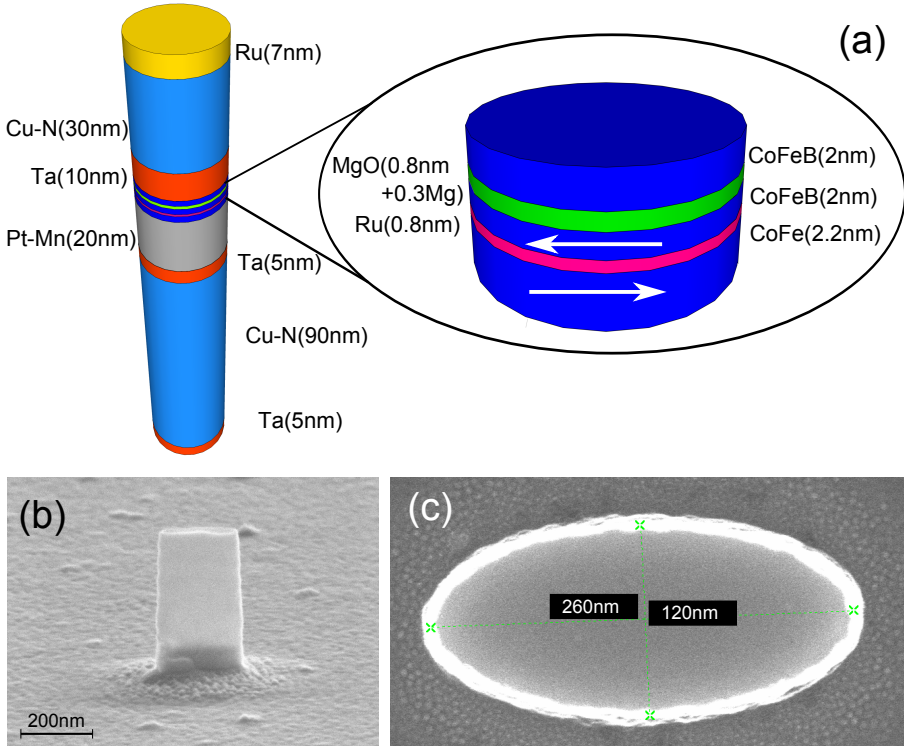 (a)
Ru(7nm)
Cu-N(30nm)
Ta(10nm)
Pt-Mn(20nm)
Ta(5nm)
Cu-N(90nm)
Ta(5nm)
MgO(0.8nm
+0.3Mg)
Ru(0.8nm)
CoFeB(2nm)
CoFeB(2nm)
CoFe(2.2nm)
(b)
200nm
(c)
260nm
120nm